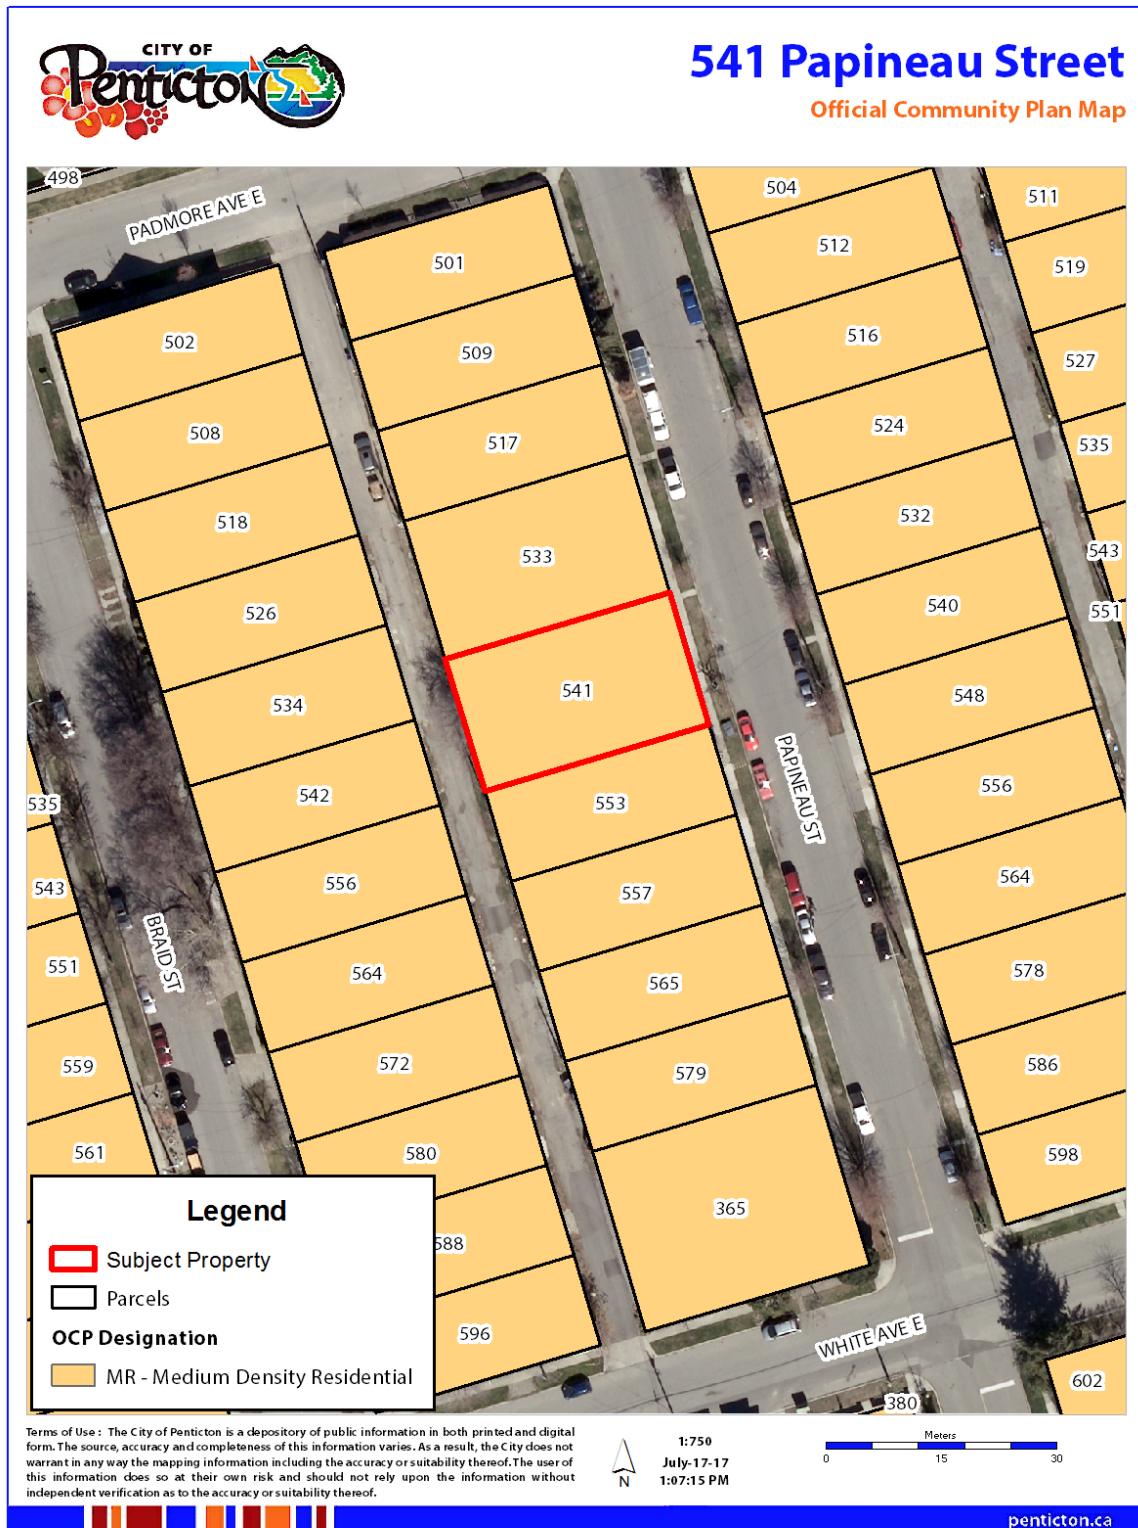 CITY OF
Penticton
541 Papineau Street
Official Community Plan Map
498
PADMORE AVE E
504
511
501
512
519
502
509
516
527
508
517
524
535
518
533
532
543
526
540
551
534
541
548
542
553
556
535
PAPINEAU ST
556
557
564
543
BRAID ST
564
565
578
551
572
579
586
559
580
598
561
365
588
596
WHITE AVE E
602
380
Legend
Subject Property
Parcels
OCP Designation
MR - Medium Density Residential
Terms of Use : The City of Penticton is a depository of public information in both printed and digital
form. The source, accuracy and completeness of this information varies. As a result, the City does not
warrant in any way the mapping information including the accuracy or suitability thereof. The user of
this information does so at their own risk and should not rely upon the information without
independent verification as to the accuracy or suitability thereof.
N
1:750
July-17-17
1:07:15 PM
Meters
0 15 30
penticton.ca